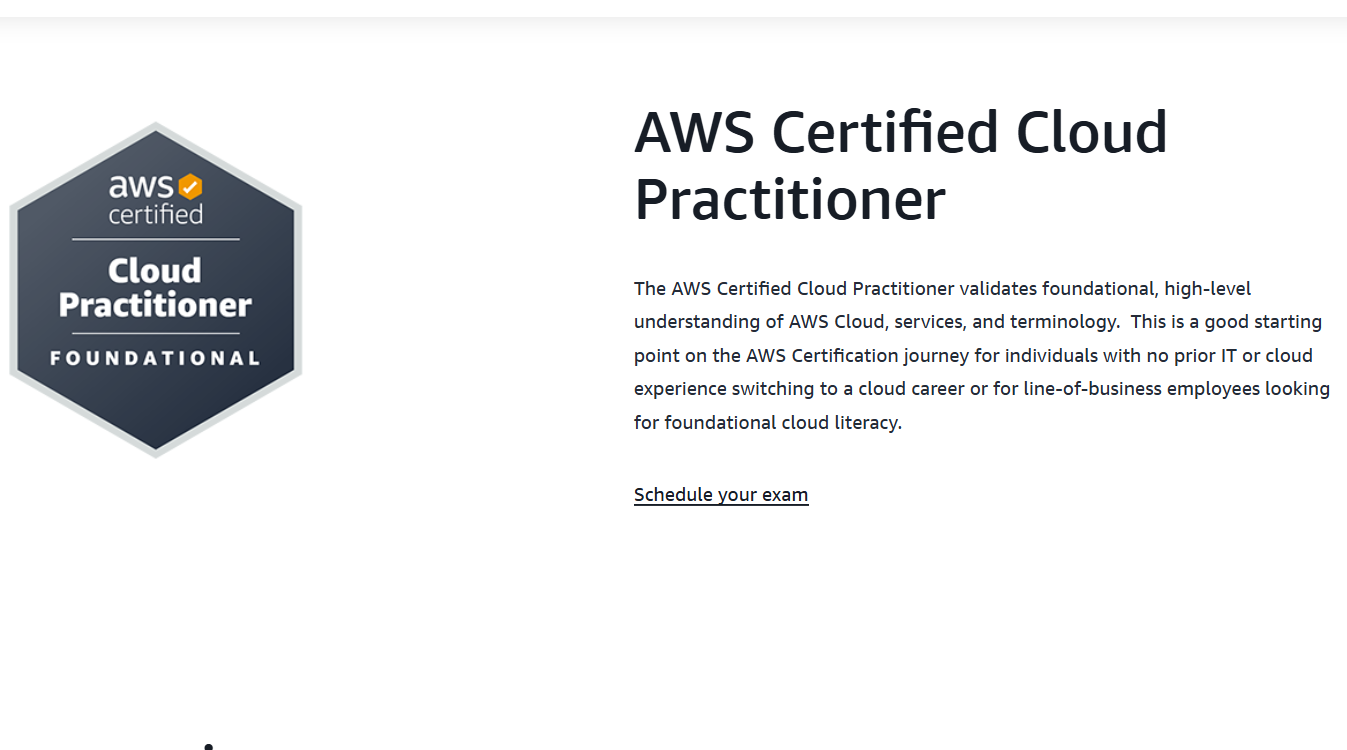 aws
certified
Cloud
Practitioner
FOUNDATIONAL
AWS Certified Cloud
Practitioner
The AWS Certified Cloud Practitioner validates foundational, high-level
understanding of AWS Cloud, services, and terminology.  This is a good starting
point on the AWS Certification journey for individuals with no prior IT or cloud
experience switching to a cloud career or for line-of-business employees looking
for foundational cloud literacy.
Schedule your exam